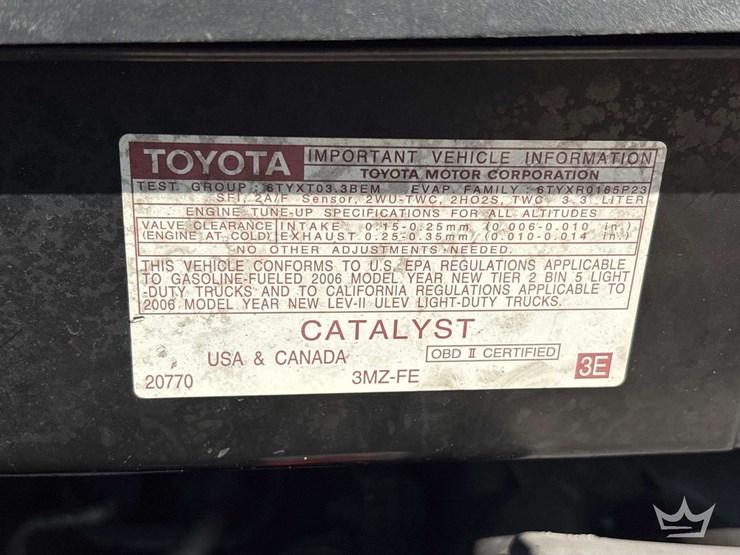 TOYOTA IMPORTANT VEHICLE INFORMATION
TOYOTA MOTOR CORPORATION
TEST GROUP : 6TYXT03.3BEM EVAP. FAMILY : 6TYXR0165P23
SFI, 2A/F Sensor, 2WU-TWC, 2HO2S, TWC 3.3 LITER
ENGINE TUNE-UP SPECIFICATIONS FOR ALL ALTITUDES
VALVE CLEARANCE INTAKE 0.15-0.25mm (0.006-0.010 in.)
(ENGINE AT COLD) EXHAUST 0.25-0.35mm (0.010-0.014 in.)
NO OTHER ADJUSTMENTS NEEDED.
THIS VEHICLE CONFORMS TO U.S. EPA REGULATIONS APPLICABLE
TO GASOLINE-FUELED 2006 MODEL YEAR NEW TIER 2 BIN 5 LIGHT
-DUTY TRUCKS AND TO CALIFORNIA REGULATIONS APPLICABLE TO
2006 MODEL YEAR NEW LEV-II ULEV LIGHT-DUTY TRUCKS.
CATALYST
USA & CANADA OBD II CERTIFIED
20770 3MZ-FE 3E